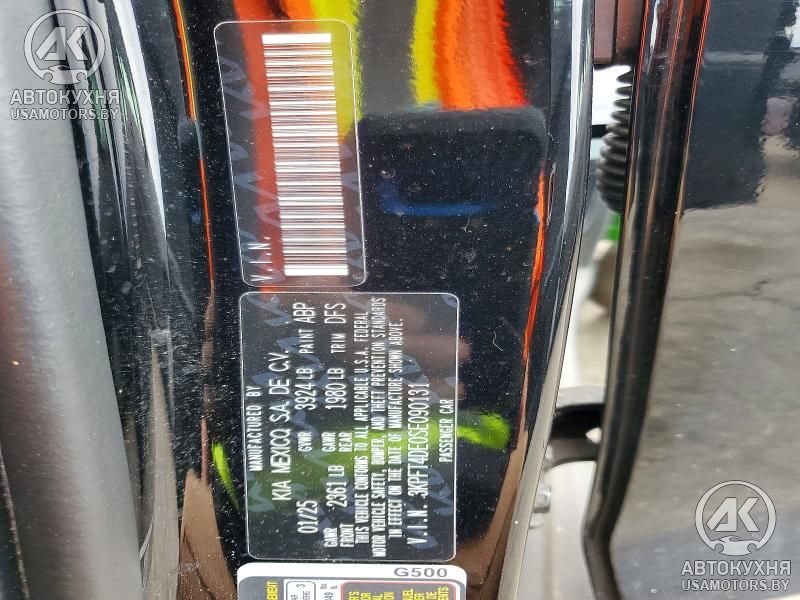 АВТОКУХНЯ
USAMOTORS.BY
V.I.N.
MANUFACTURED BY
KIA MEXICO S.A. DE C.V.
01/25 GVWR 3924 LB PAINT ABP
GAWR FRONT 2361 LB GAWR REAR 1980 LB TRIM DFS
THIS VEHICLE CONFORMS TO ALL APPLICABLE U.S.A. FEDERAL
MOTOR VEHICLE SAFETY, BUMPER, AND THEFT PREVENTION STANDARDS
IN EFFECT ON THE DATE OF MANUFACTURE SHOWN ABOVE.
V.I.N. 3KPFT4DE0SE090131
PASSENGER CAR
G500
АВТОКУХНЯ
USAMOTORS.BY